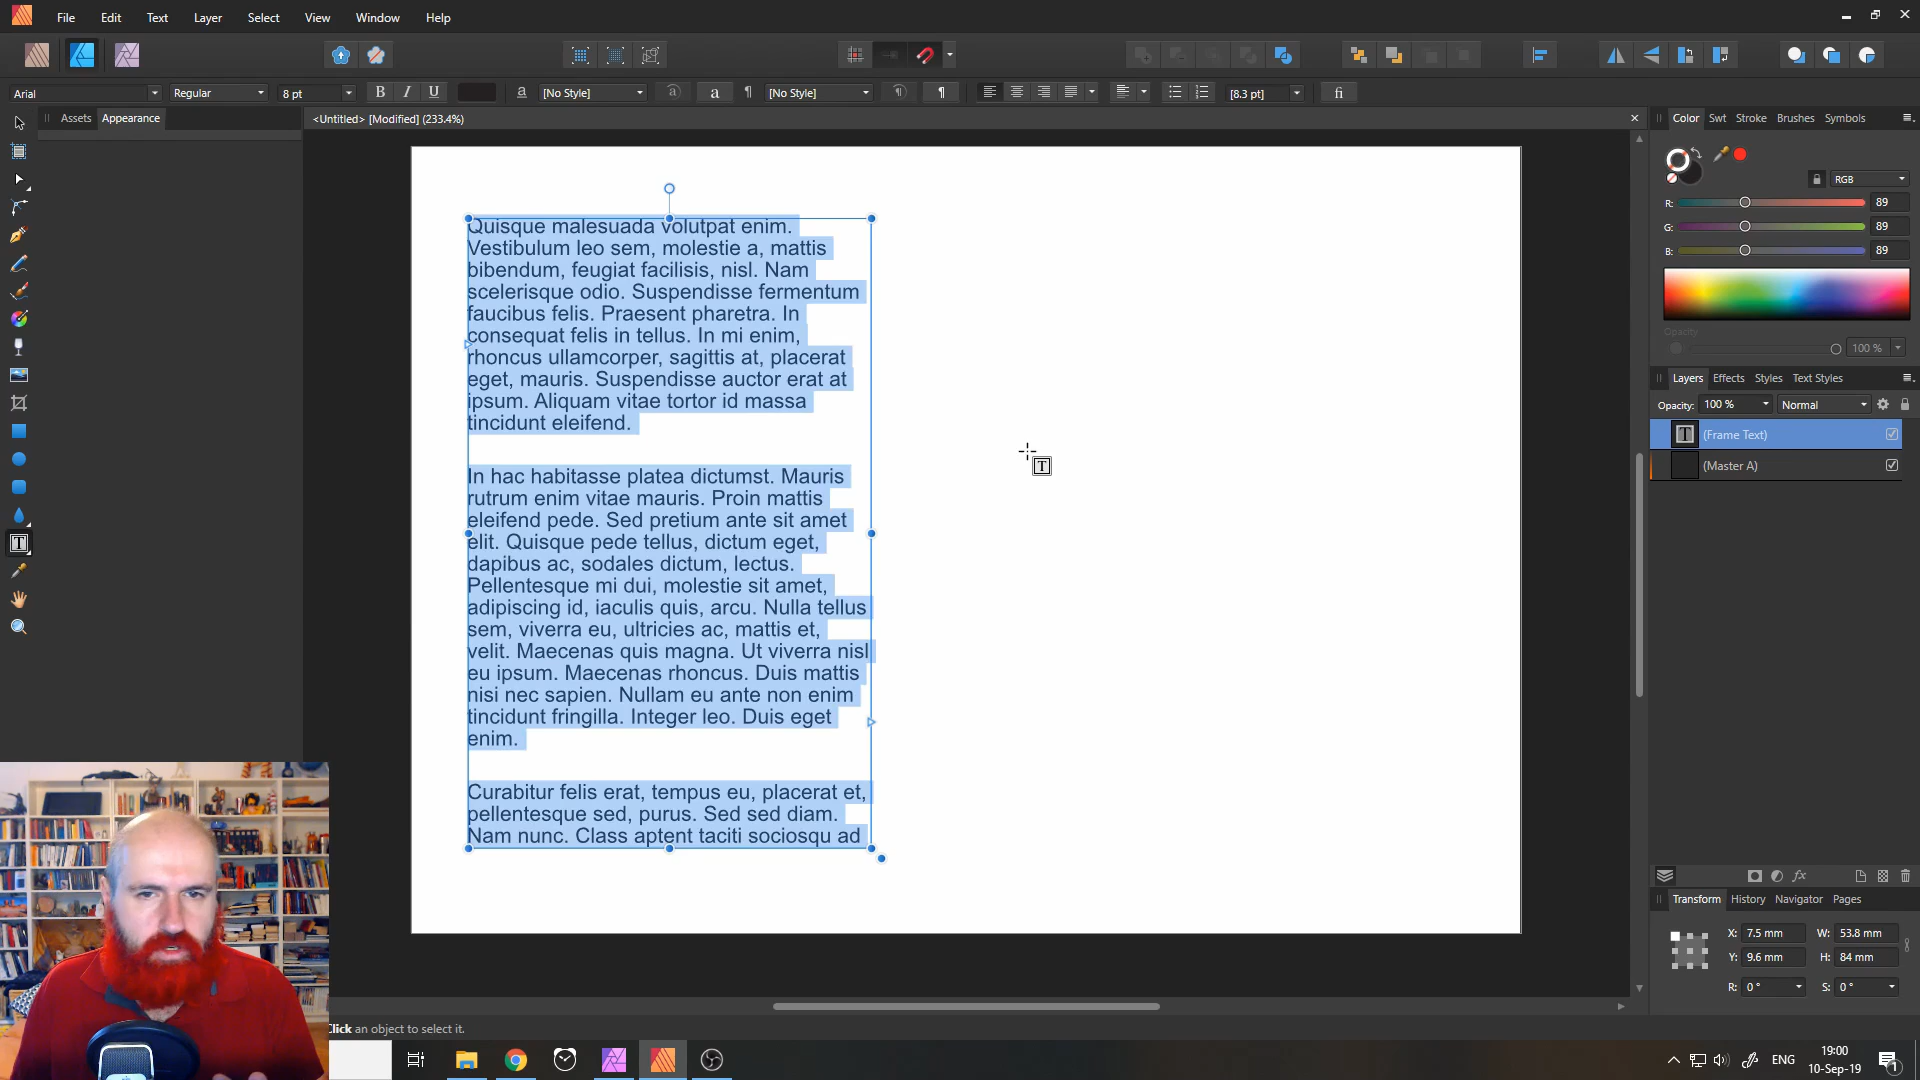 File Edit Text Layer Select View Window Help
Arial Regular 8 pt B I U a [No Style] a a ¶ [No Style] ¶ ¶ [8.3 pt] fi
Assets Appearance
<Untitled> [Modified] (233.4%)
Quisque malesuada volutpat enim.
Vestibulum leo sem, molestie a, mattis
bibendum, feugiat facilisis, nisl. Nam
scelerisque odio. Suspendisse fermentum
faucibus felis. Praesent pharetra. In
consequat felis in tellus. In mi enim,
rhoncus ullamcorper, sagittis at, placerat
eget, mauris. Suspendisse auctor erat at
ipsum. Aliquam vitae tortor id massa
tincidunt eleifend.
In hac habitasse platea dictumst. Mauris
rutrum enim vitae mauris. Proin mattis
eleifend pede. Sed pretium ante sit amet
elit. Quisque pede tellus, dictum eget,
dapibus ac, sodales dictum, lectus.
Pellentesque mi dui, molestie sit amet,
adipiscing id, iaculis quis, arcu. Nulla tellus
sem, viverra eu, ultricies ac, mattis et,
velit. Maecenas quis magna. Ut viverra nisl
eu ipsum. Maecenas rhoncus. Duis mattis
nisi nec sapien. Nullam eu ante non enim
tincidunt fringilla. Integer leo. Duis eget
enim.
Curabitur felis erat, tempus eu, placerat et,
pellentesque sed, purus. Sed sed diam.
Nam nunc. Class aptent taciti sociosqu ad
Color Swt Stroke Brushes Symbols
RGB
R: 89
G: 89
B: 89
Opacity
100 %
Layers Effects Styles Text Styles
Opacity: 100 % Normal
(Frame Text)
(Master A)
fx
Transform History Navigator Pages
X: 7.5 mm W: 53.8 mm
Y: 9.6 mm H: 84 mm
R: 0 ° S: 0 °
Click an object to select it.
ENG
19:00
10-Sep-19
1